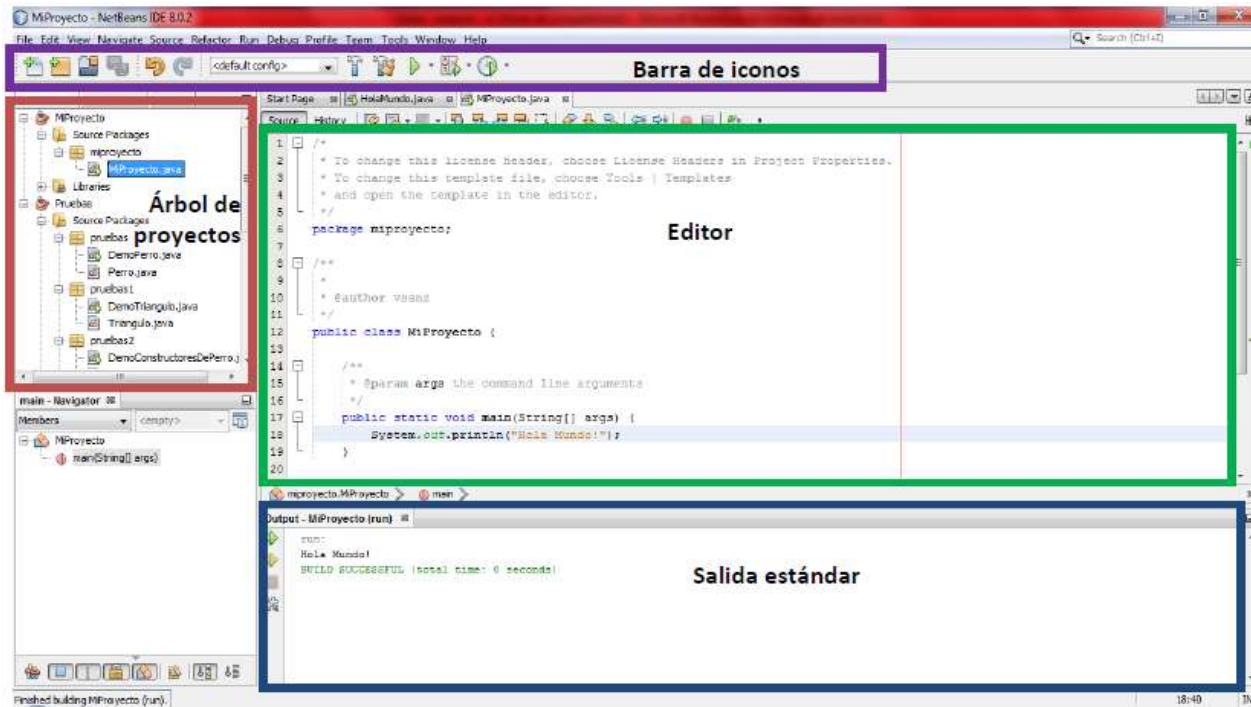 MiProyecto - NetBeans IDE 8.0.2
File Edit View Navigate Source Refactor Run Debug Profile Team Tools Window Help
Search (Ctrl+I)
<default config>
Barra de iconos
Start Page
HolaMundo.java
MiProyecto.java
Source History
MiProyecto
Source Packages
miproyecto
MiProyecto.java
Libraries
Pruebas
Source Packages
pruebas
DemoPerro.java
Perro.java
pruebas1
DemoTriangulo.java
Triangulo.java
pruebas2
DemoConstructoresDePerro.j
Árbol de
proyectos
1 /*
2 * To change this license header, choose License Headers in Project Properties.
3 * To change this template file, choose Tools | Templates
4 * and open the template in the editor.
5 */
6 package miproyecto;
7
8 /**
9 *
10 * @author vsanz
11 */
12 public class MiProyecto {
13
14 /**
15 * @param args the command line arguments
16 */
17 public static void main(String[] args) {
18 System.out.println("Hola Mundo!");
19 }
20
Editor
main - Navigator
Members
<empty>
MiProyecto
main(String[] args)
miproyecto.MiProyecto
main
Output - MiProyecto (run)
run:
Hola Mundo!
BUILD SUCCESSFUL (total time: 0 seconds)
Salida estándar
Finished building MiProyecto (run).
18:40